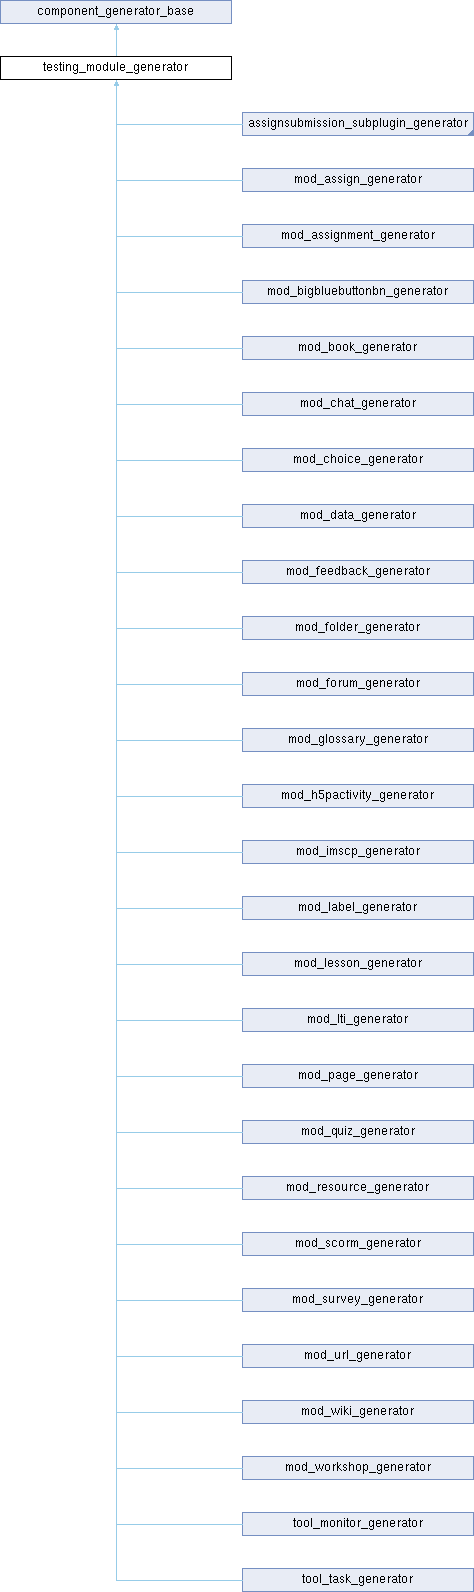 component_generator_base
testing_module_generator
assignsubmission_subplugin_generator
mod_assign_generator
mod_assignment_generator
mod_bigbluebuttonbn_generator
mod_book_generator
mod_chat_generator
mod_choice_generator
mod_data_generator
mod_feedback_generator
mod_folder_generator
mod_forum_generator
mod_glossary_generator
mod_h5pactivity_generator
mod_imscp_generator
mod_label_generator
mod_lesson_generator
mod_lti_generator
mod_page_generator
mod_quiz_generator
mod_resource_generator
mod_scorm_generator
mod_survey_generator
mod_url_generator
mod_wiki_generator
mod_workshop_generator
tool_monitor_generator
tool_task_generator